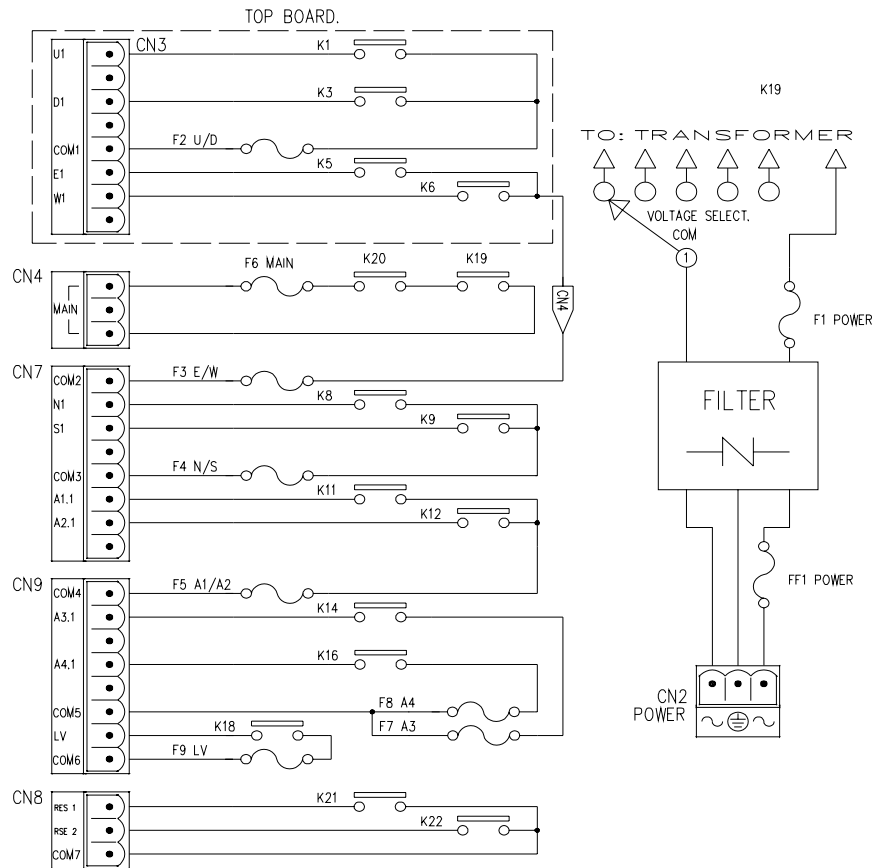 TOP BOARD.
CN3
U1
K1
D1
K3
COM1
F2 U/D
E1
K5
W1
K6
K19
TO: TRANSFORMER
VOLTAGE SELECT.
COM
1
F1 POWER
FILTER
FF1 POWER
CN2
POWER
CN4
MAIN
F6 MAIN
K20
K19
CN4
CN7
COM2
F3 E/W
N1
K8
S1
K9
COM3
F4 N/S
A1.1
K11
A2.1
K12
CN9
COM4
F5 A1/A2
A3.1
K14
A4.1
K16
COM5
F8 A4
F7 A3
LV
K18
COM6
F9 LV
CN8
RES 1
K21
RSE 2
K22
COM7